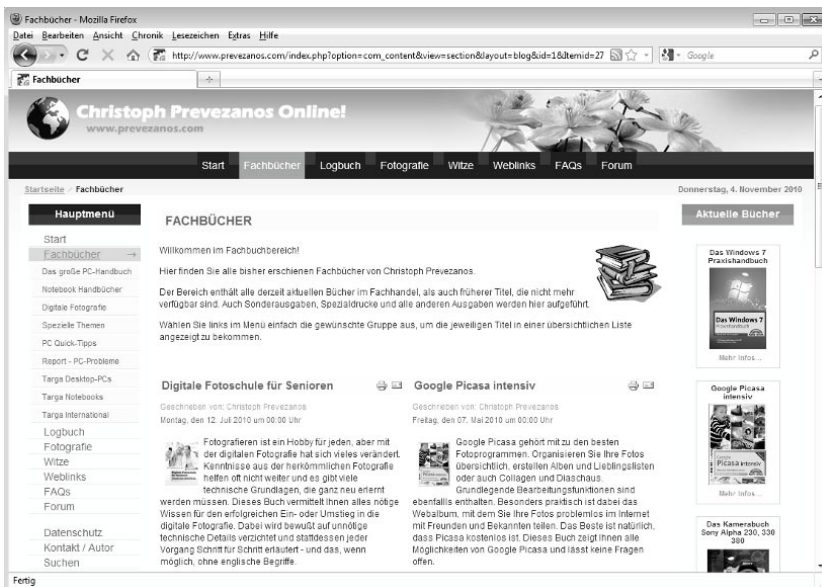 Fachbücher - Mozilla Firefox
Datei Bearbeiten Ansicht Chronik Lesezeichen Extras Hilfe
http://www.prevezanos.com/index.php?option=com_content&view=section&layout=blog&id=1&Itemid=27
Google
Fachbücher
Christoph Prevezanos Online!
www.prevezanos.com
Start Fachbücher Logbuch Fotografie Witze Weblinks FAQs Forum
Startseite / Fachbücher
Donnerstag, 4. November 2010
Hauptmenü
Start
Fachbücher →
Das große PC-Handbuch
Notebook Handbücher
Digitale Fotografie
Spezielle Themen
PC Quick-Tipps
Report - PC-Probleme
Targa Desktop-PCs
Targa Notebooks
Targa International
Logbuch
Fotografie
Witze
Weblinks
FAQs
Forum
Datenschutz
Kontakt / Autor
Suchen
FACHBÜCHER
Willkommen im Fachbuchbereich!
Hier finden Sie alle bisher erschienen Fachbücher von Christoph Prevezanos.
Der Bereich enthält alle derzeit aktuellen Bücher im Fachhandel, als auch früherer Titel, die nicht mehr
verfügbar sind. Auch Sonderausgaben, Spezialdrucke und alle anderen Ausgaben werden hier aufgeführt.
Wählen Sie links im Menü einfach die gewünschte Gruppe aus, um die jeweiligen Titel in einer übersichtlichen Liste
angezeigt zu bekommen.
Digitale Fotoschule für Senioren
Geschrieben von: Christoph Prevezanos
Montag, den 12. Juli 2010 um 00:00 Uhr
Fotografieren ist ein Hobby für jeden, aber mit
der digitalen Fotografie hat sich vieles verändert.
Kenntnisse aus der herkömmlichen Fotografie
helfen oft nicht weiter und es gibt viele
technische Grundlagen, die ganz neu erlernt
werden müssen. Dieses Buch vermittelt Ihnen alles nötige
Wissen für den erfolgreichen Ein- oder Umstieg in die
digitale Fotografie. Dabei wird bewußt auf unnötige
technische Details verzichtet und stattdessen jeder
Vorgang Schritt für Schritt erläutert - und das, wenn
möglich, ohne englische Begriffe.
Google Picasa intensiv
Geschrieben von: Christoph Prevezanos
Freitag, den 07. Mai 2010 um 00:00 Uhr
Google Picasa gehört mit zu den besten
Fotoprogrammen. Organisieren Sie Ihre Fotos
übersichtlich, erstellen Alben und Lieblingslisten
oder auch Collagen und Diaschaus.
Grundlegende Bearbeitungsfunktionen sind
ebenfalls enthalten. Besonders praktisch ist dabei das
Webalbum, mit dem Sie Ihre Fotos problemlos im Internet
mit Freunden und Bekannten teilen. Das Beste ist natürlich,
dass Picasa kostenlos ist. Dieses Buch zeigt Ihnen alle
Möglichkeiten von Google Picasa und lässt keine Fragen
offen.
Aktuelle Bücher
Das Windows 7
Praxishandbuch
Das Windows 7
Praxishandbuch
Mehr Infos...
Google Picasa
intensiv
Picasa intensiv
Mehr Infos...
Das Kamerabuch
Sony Alpha 230, 330
380
Fertig